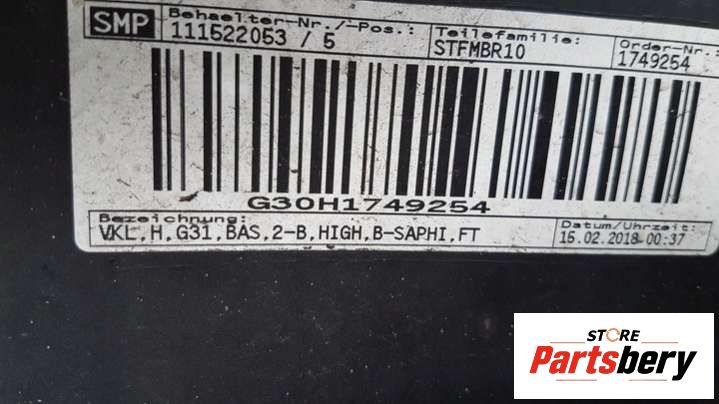 SMP
Behaelter-Nr./-Pos.:
111522053 / 5
Teilefamilie:
STFMBR10
Order-Nr.:
1749254
G30H1749254
Bezeichnung:
VKL,H,G31,BAS,2-B,HIGH,B-SAPHI,FT
Datum/Uhrzeit:
15.02.2018 00:37
STORE
Partsbery